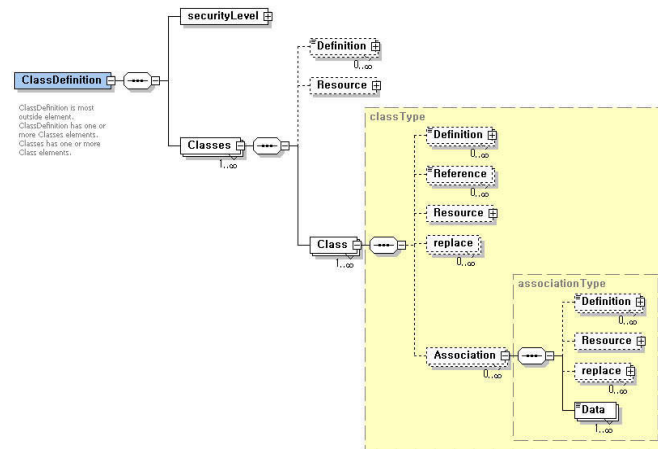 securityLevel
Definition
0..∞
ClassDefinition
Resource
ClassDefinition is most
outside element.
ClassDefinition has one or
more Classes elements.
Classes has one or more
Class elements.
Classes
1..∞
classType
Definition
0..∞
Reference
0..∞
Resource
0..∞
Class
1..∞
replace
0..∞
associationType
Definition
0..∞
Resource
Association
0..∞
replace
0..∞
Data
1..∞